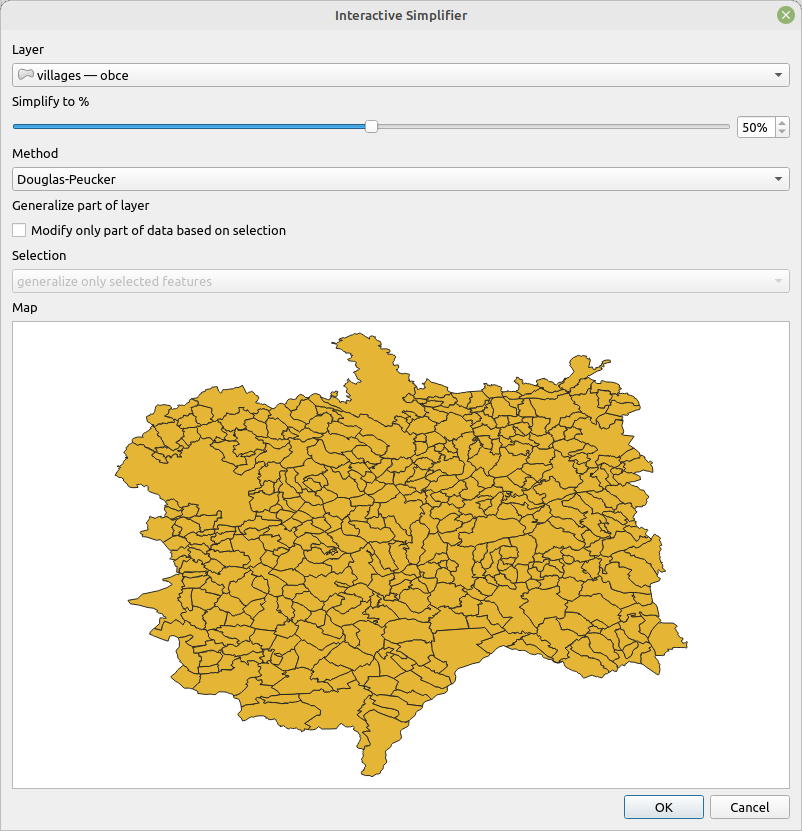 Interactive Simplifier
Layer
villages — obce
Simplify to %
50%
Method
Douglas-Peucker
Generalize part of layer
Modify only part of data based on selection
Selection
generalize only selected features
Map
OK
Cancel